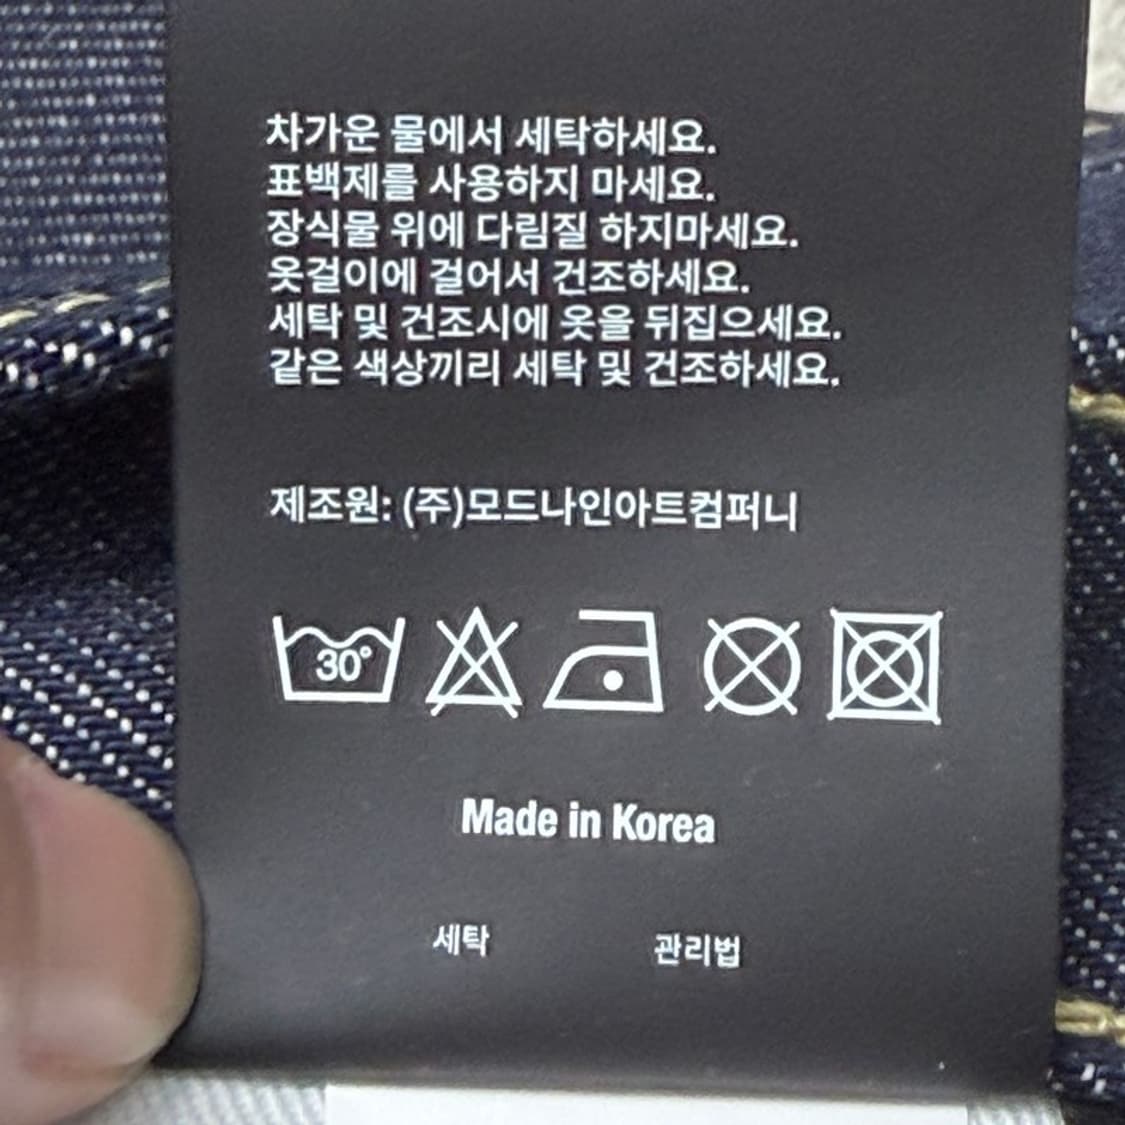 차가운 물에서 세탁하세요.
표백제를 사용하지 마세요.
장식물 위에 다림질 하지마세요.
옷걸이에 걸어서 건조하세요.
세탁 및 건조시에 옷을 뒤집으세요.
같은 색상끼리 세탁 및 건조하세요.
제조원: (주)모드나인아트컴퍼니
30°
Made in Korea
세탁 관리법